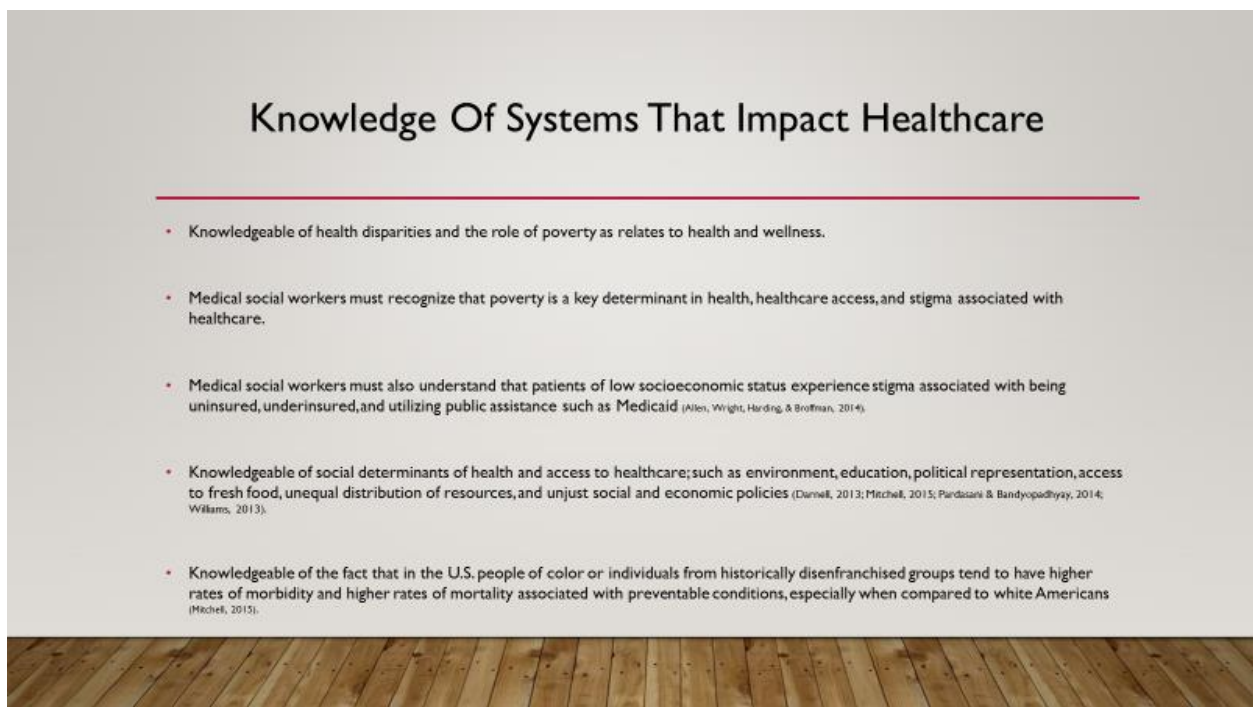 Knowledge Of Systems That Impact Healthcare
• Knowledgeable of health disparities and the role of poverty as relates to health and wellness.
• Medical social workers must recognize that poverty is a key determinant in health, healthcare access, and stigma associated with
healthcare.
• Medical social workers must also understand that patients of low socioeconomic status experience stigma associated with being
uninsured, underinsured, and utilizing public assistance such as Medicaid (Allen, Wright, Harding, & Broffman, 2014).
• Knowledgeable of social determinants of health and access to healthcare; such as environment, education, political representation, access
to fresh food, unequal distribution of resources, and unjust social and economic policies (Darnell, 2013; Mitchell, 2015; Pardasani & Bandyopadhyay, 2014;
Williams, 2013).
• Knowledgeable of the fact that in the U.S. people of color or individuals from historically disenfranchised groups tend to have higher
rates of morbidity and higher rates of mortality associated with preventable conditions, especially when compared to white Americans
(Mitchell, 2015).